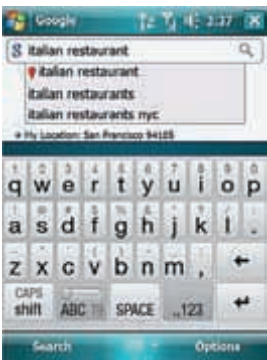 Google 2:37
italian restaurant
italian restaurant
italian restaurants
italian restaurants nyc
My Location: San Francisco 94105
q w e r t y u i o p
a s d f g h j k l .
z x c v b n m ,
CAPS
shift ABC SPACE .,123
Search Options